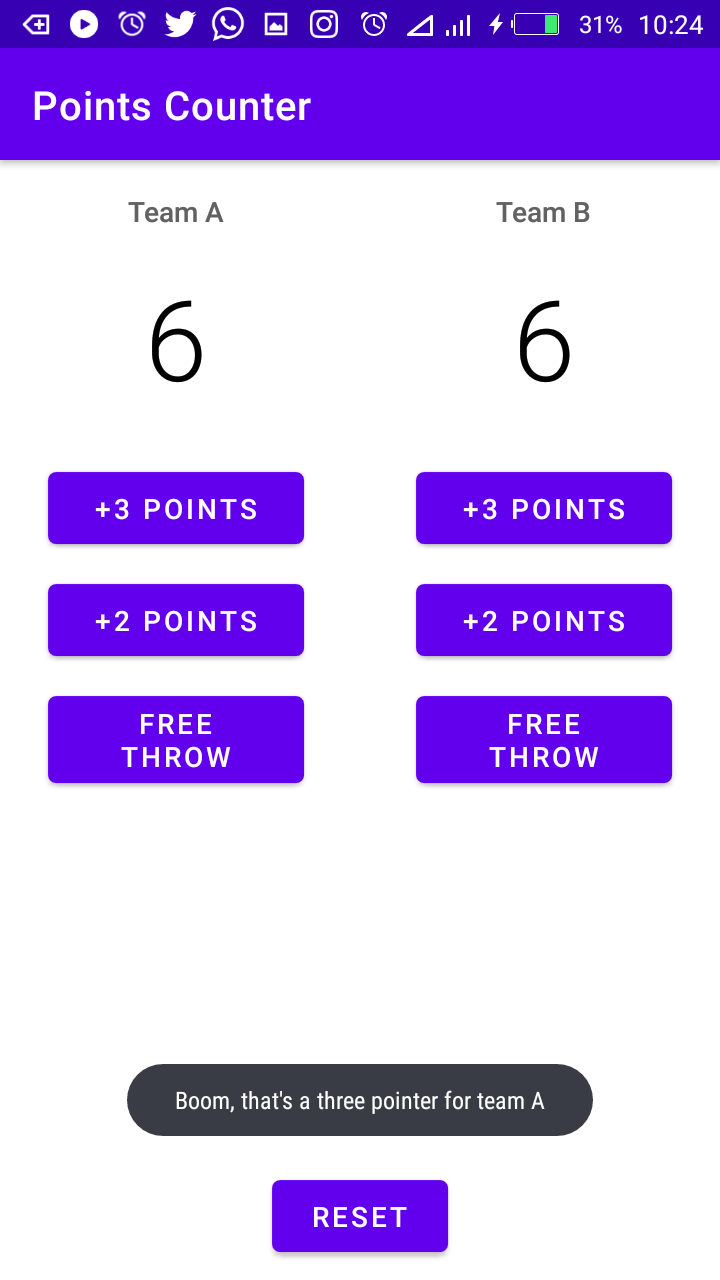 31% 10:24
Points Counter
Team A
Team B
6
6
+3 POINTS
+3 POINTS
+2 POINTS
+2 POINTS
FREE
THROW
FREE
THROW
Boom, that's a three pointer for team A
RESET